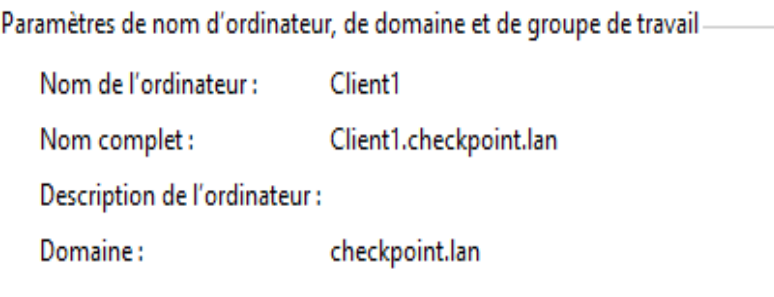 Paramètres de nom d'ordinateur, de domaine et de groupe de travail
Nom de l'ordinateur : Client1
Nom complet : Client1.checkpoint.lan
Description de l'ordinateur :
Domaine : checkpoint.lan